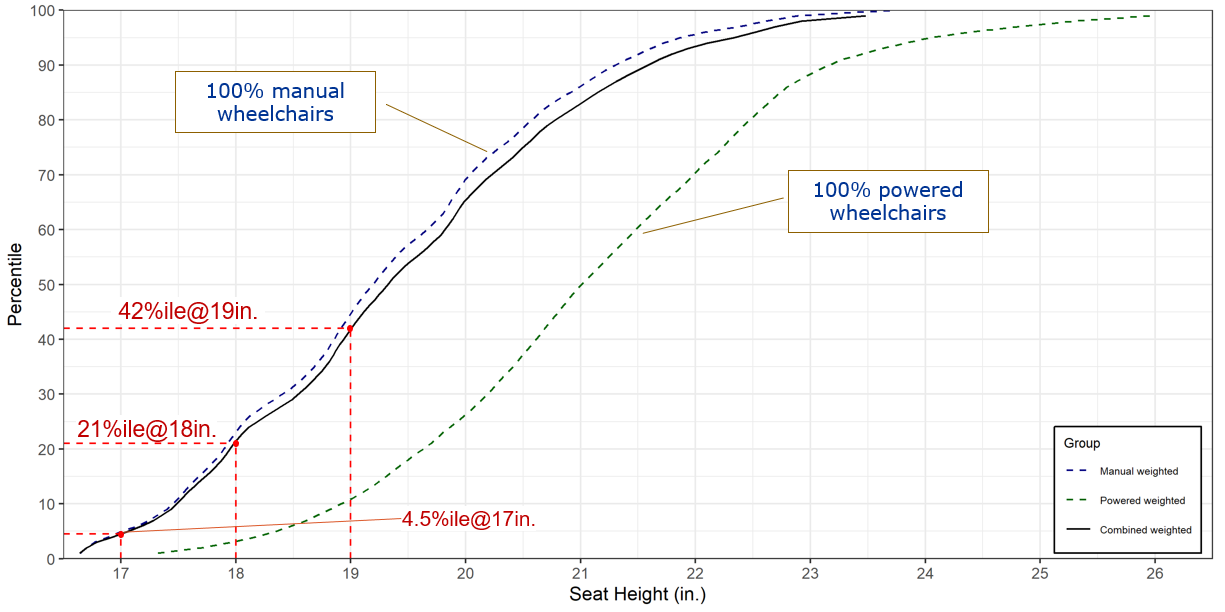 100
90
80
70
60
50
40
30
20
10
0
Percentile
100% manual
wheelchairs
100% powered
wheelchairs
42%ile@19in.
21%ile@18in.
4.5%ile@17in.
Group
Manual weighted
Powered weighted
Combined weighted
17 18 19 20 21 22 23 24 25 26
Seat Height (in.)